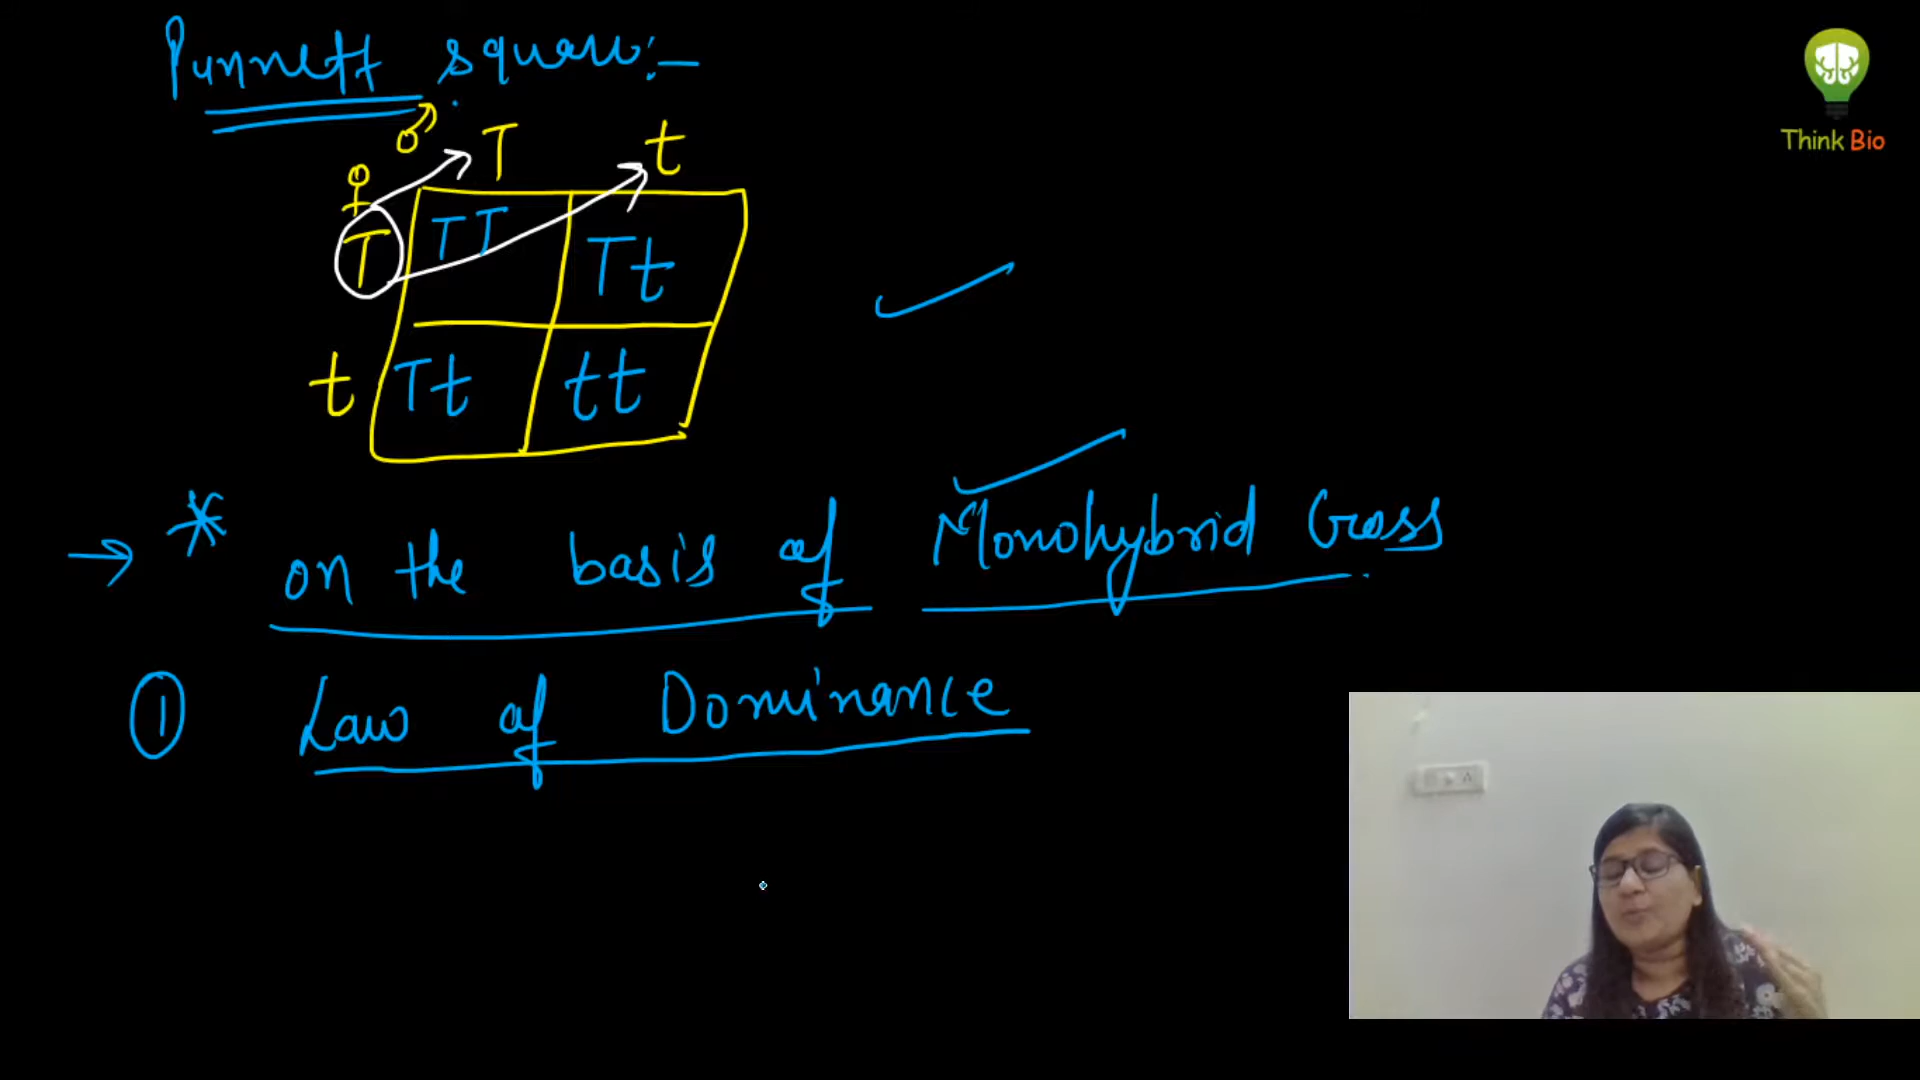 Punnett square:-
♂ T t
♀
T TT Tt
t Tt tt
→ * on the basis of Monohybrid Cross
① Law of Dominance
Think Bio